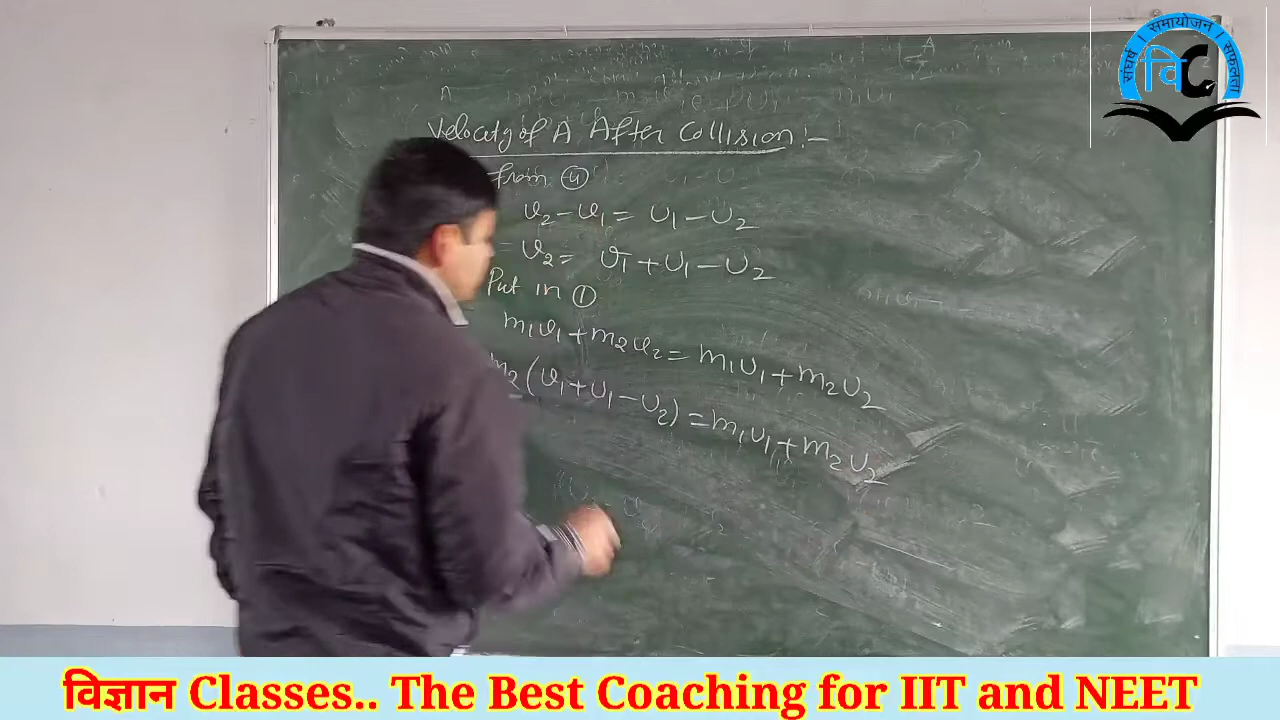 संघर्ष । समायोजन । सफलता
वि C
Velocity of A After Collision :-
from ④
v₂ - v₁ = u₁ - u₂
= v₂ = v₁ + u₁ - u₂
Put in ①
m₁v₁ + m₂v₂ = m₁u₁ + m₂u₂
m₂(v₁ + u₁ - u₂) = m₁u₁ + m₂u₂
विज्ञान Classes.. The Best Coaching for IIT and NEET